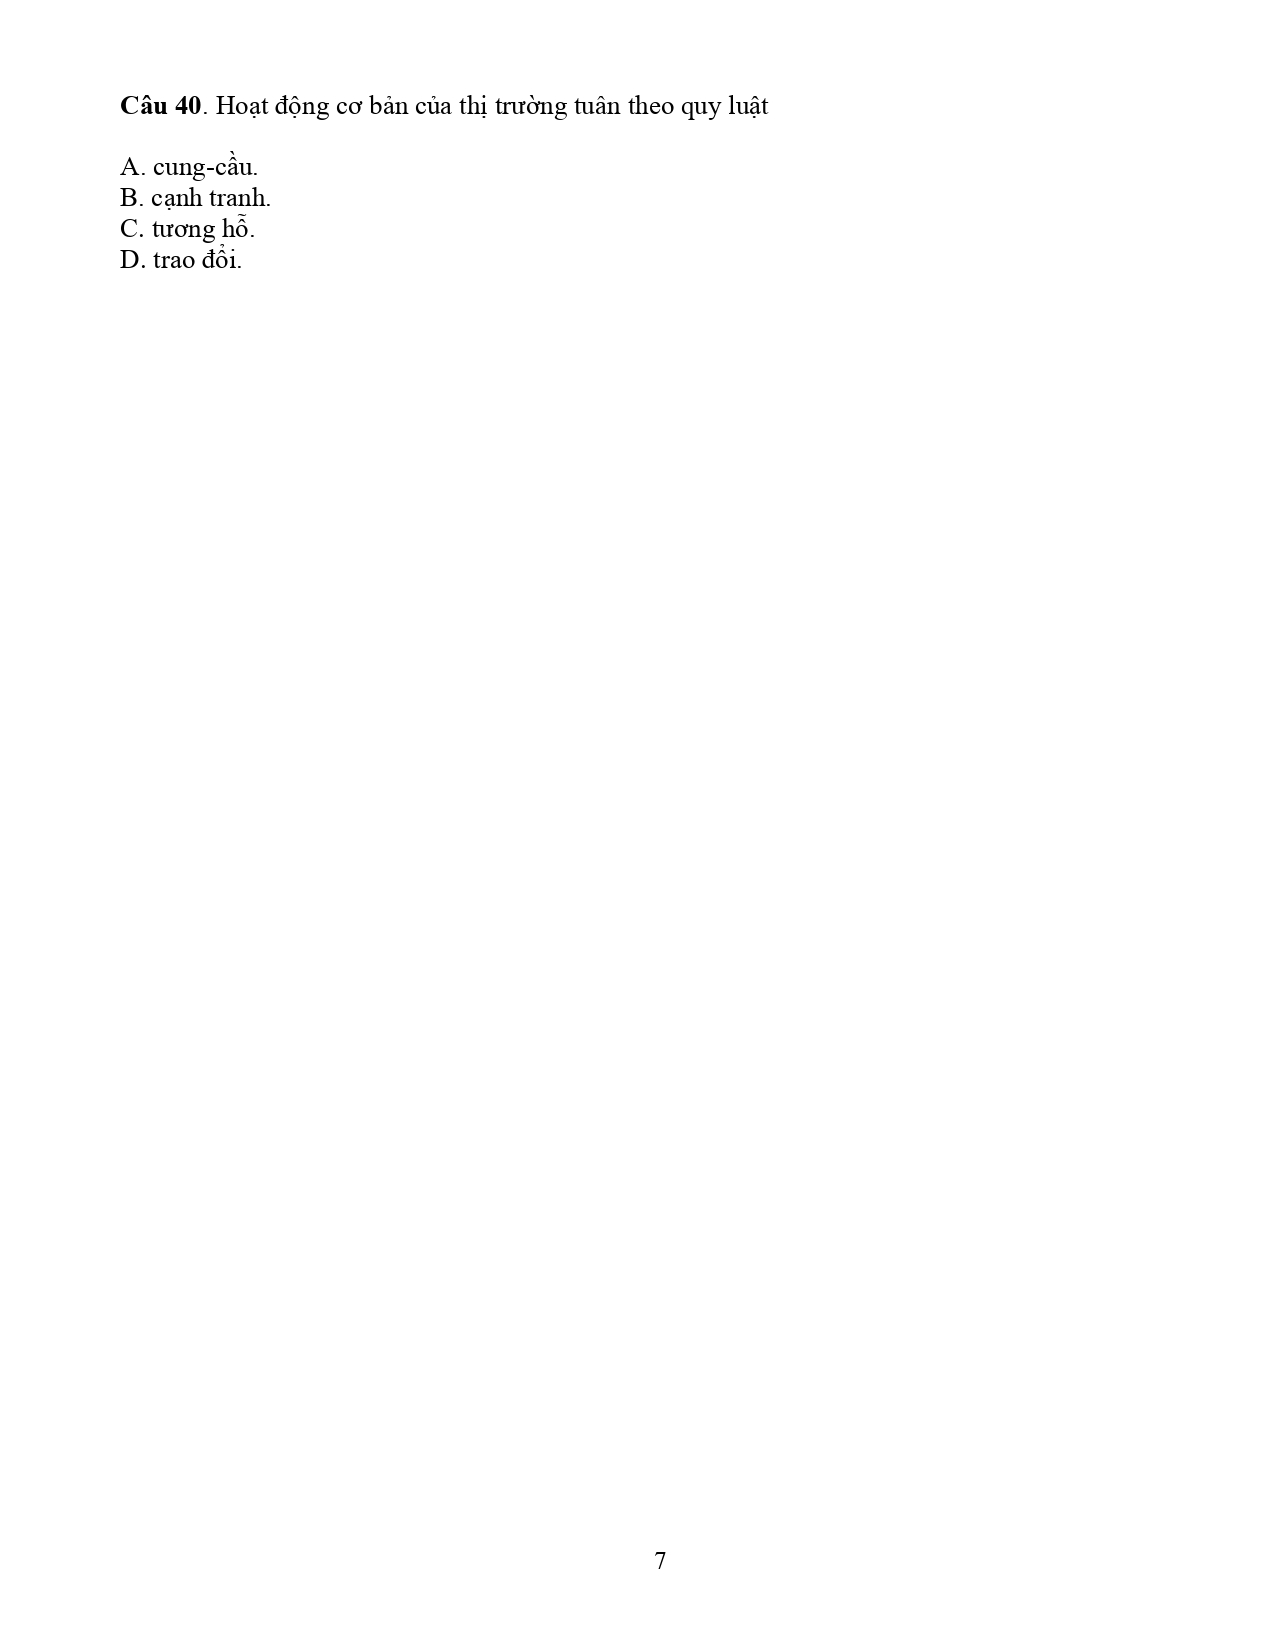 Câu 40. Hoạt động cơ bản của thị trường tuân theo quy luật
A. cung-cầu.
B. cạnh tranh.
C. tương hỗ.
D. trao đổi.
7